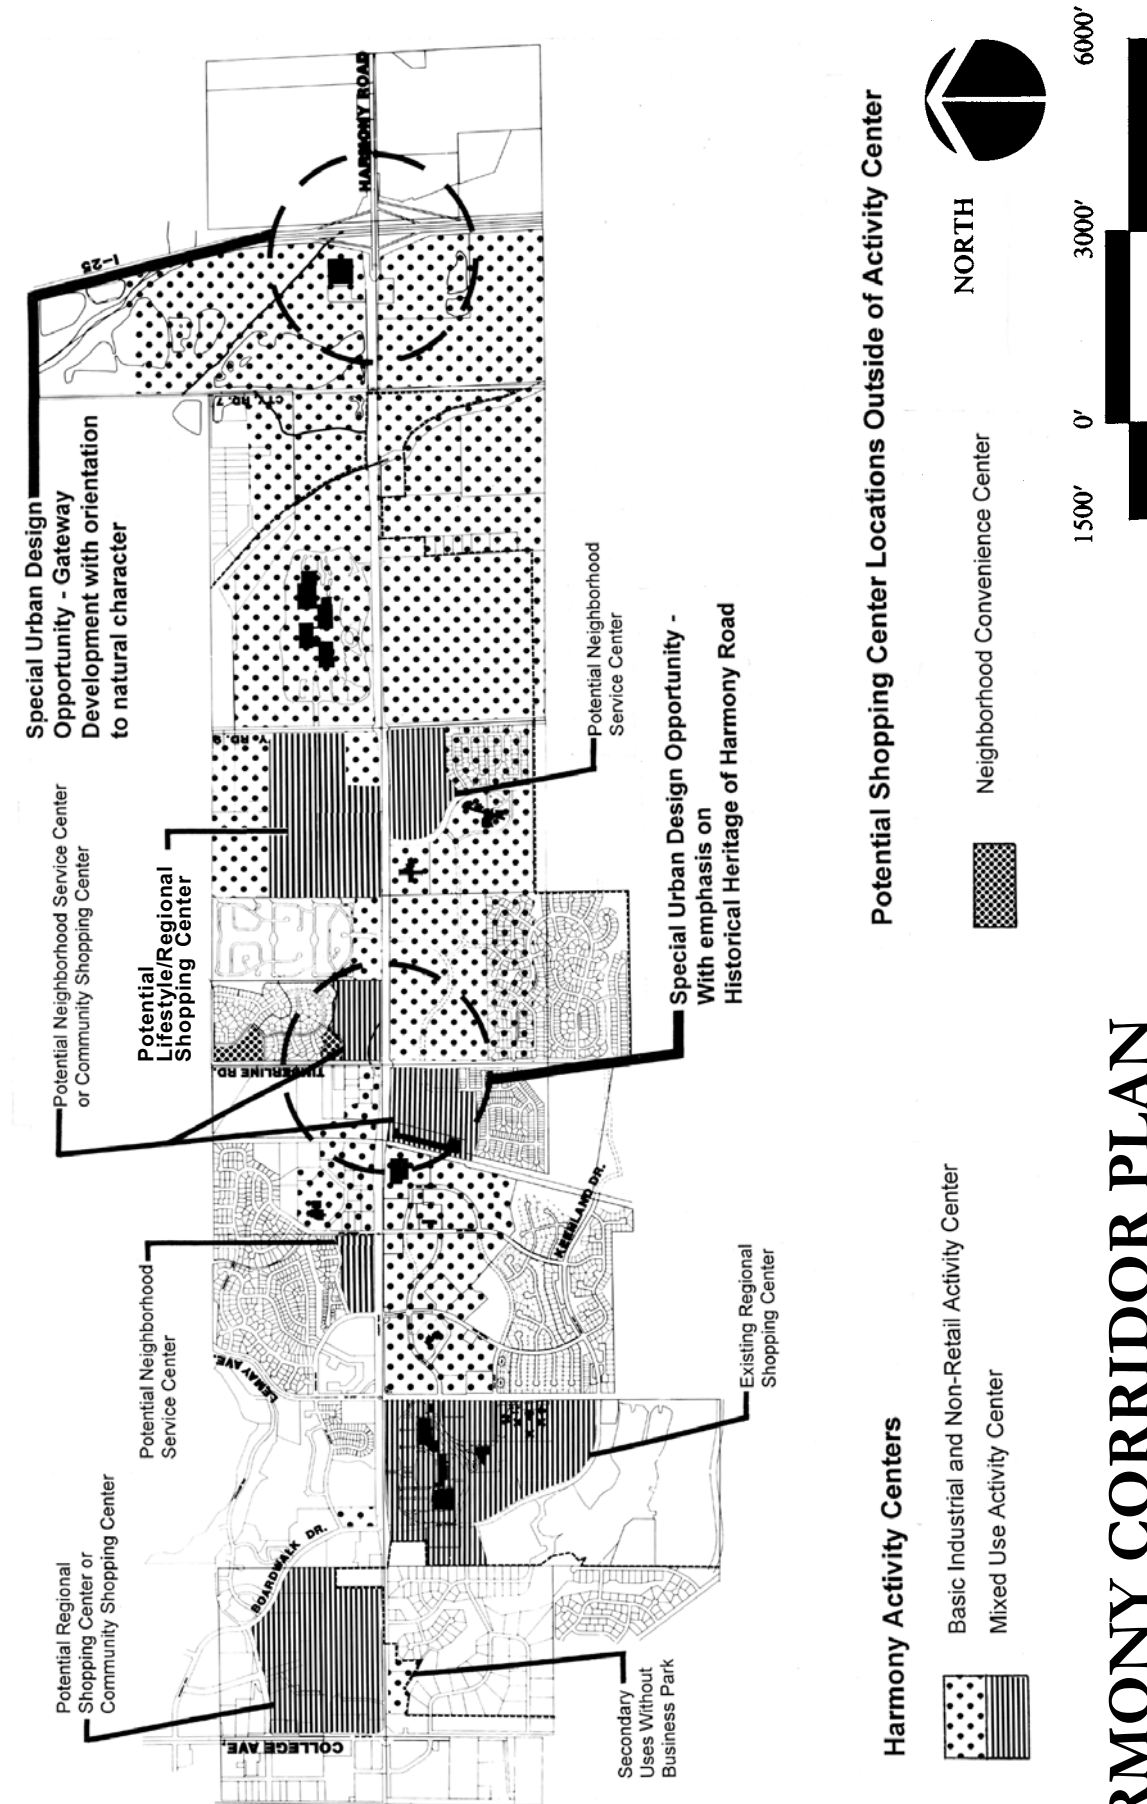 Special Urban Design
Opportunity - Gateway
Development with orientation
to natural character
I-25
HARMONY ROAD
CTY. RD. 7
Potential Neighborhood Service Center
or Community Shopping Center
Potential
Lifestyle/Regional
Shopping Center
TIMBERLINE RD.
Potential Neighborhood
Service Center
LEMAY AVE.
Potential Regional
Shopping Center or
Community Shopping Center
BOARDWALK DR.
COLLEGE AVE.
Potential Neighborhood
Service Center
Special Urban Design Opportunity -
With emphasis on
Historical Heritage of Harmony Road
KEENLAND DR.
Existing Regional
Shopping Center
Secondary
Uses Without
Business Park
Harmony Activity Centers
Basic Industrial and Non-Retail Activity Center
Mixed Use Activity Center
Potential Shopping Center Locations Outside of Activity Center
Neighborhood Convenience Center
NORTH
1500'
0'
3000'
6000'
RMONY CORRIDOR PLAN